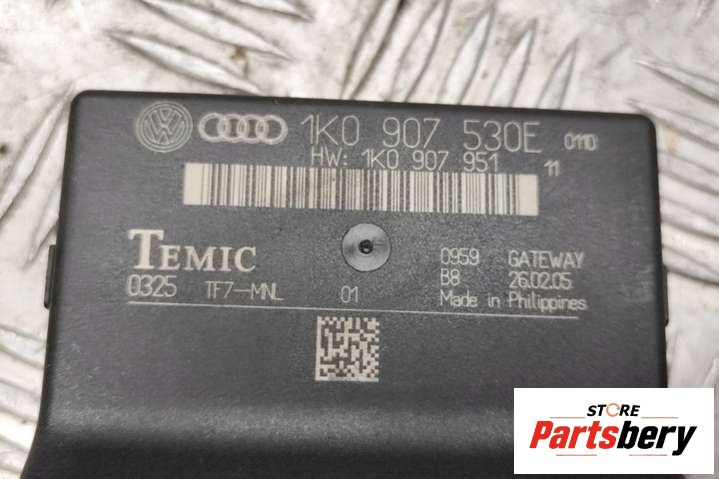 1K0 907 530E 0110
HW: 1K0 907 951 11
TEMIC
0325 TF7-MNL 01
0959 GATEWAY
B8 26.02.05
Made in Philippines
STORE
Partsbery